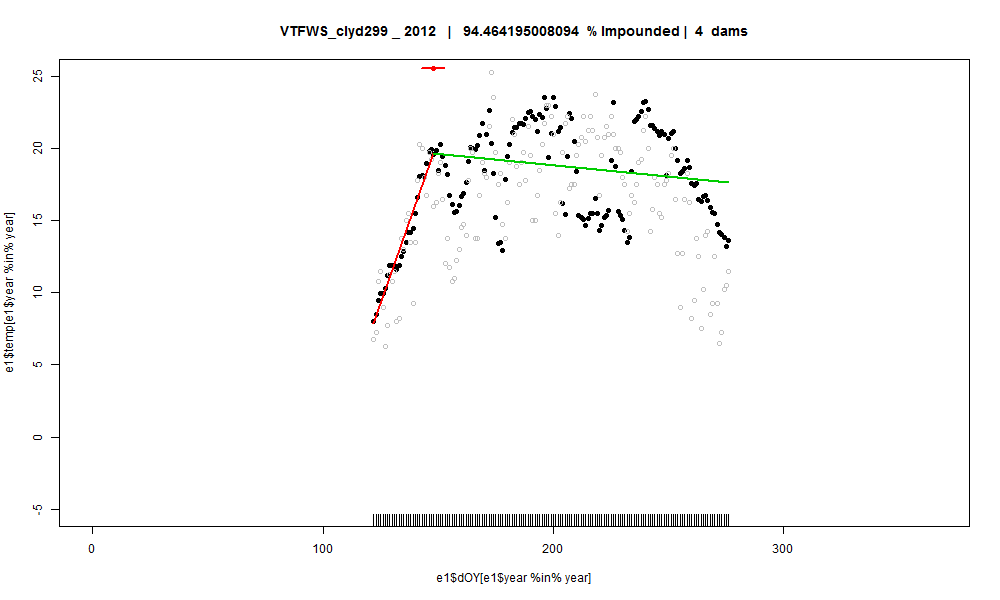 VTFWS_clyd299 _ 2012 | 94.464195008094 % Impounded | 4 dams
25
20
15
10
5
0
-5
e1$temp[e1$year %in% year]
0 100 200 300
e1$dOY[e1$year %in% year]